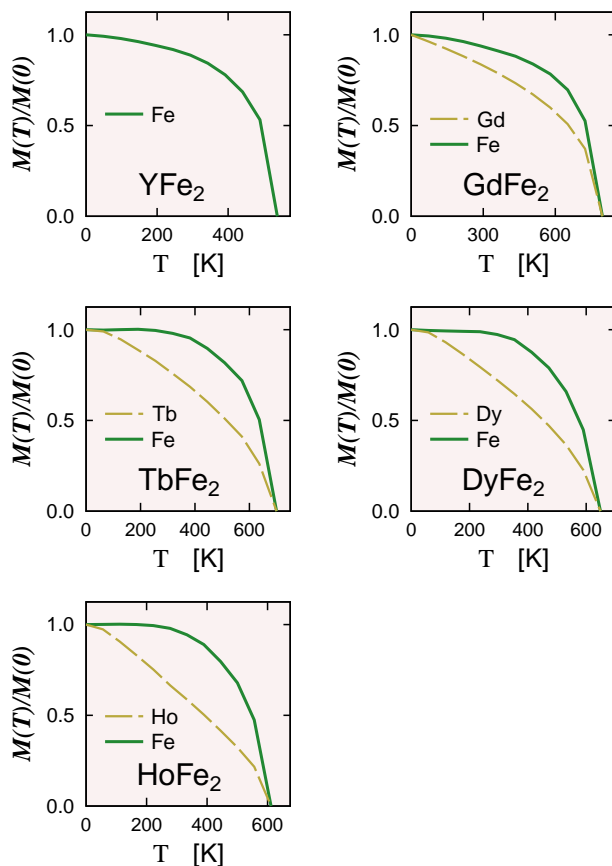 M(T)/M(0)
1.0
0.5
0.0
Fe
YFe2
0 200 400
T [K]
M(T)/M(0)
1.0
0.5
0.0
Gd
Fe
GdFe2
0 300 600
T [K]
M(T)/M(0)
1.0
0.5
0.0
Tb
Fe
TbFe2
0 200 400 600
T [K]
M(T)/M(0)
1.0
0.5
0.0
Dy
Fe
DyFe2
0 200 400 600
T [K]
M(T)/M(0)
1.0
0.5
0.0
Ho
Fe
HoFe2
0 200 400 600
T [K]